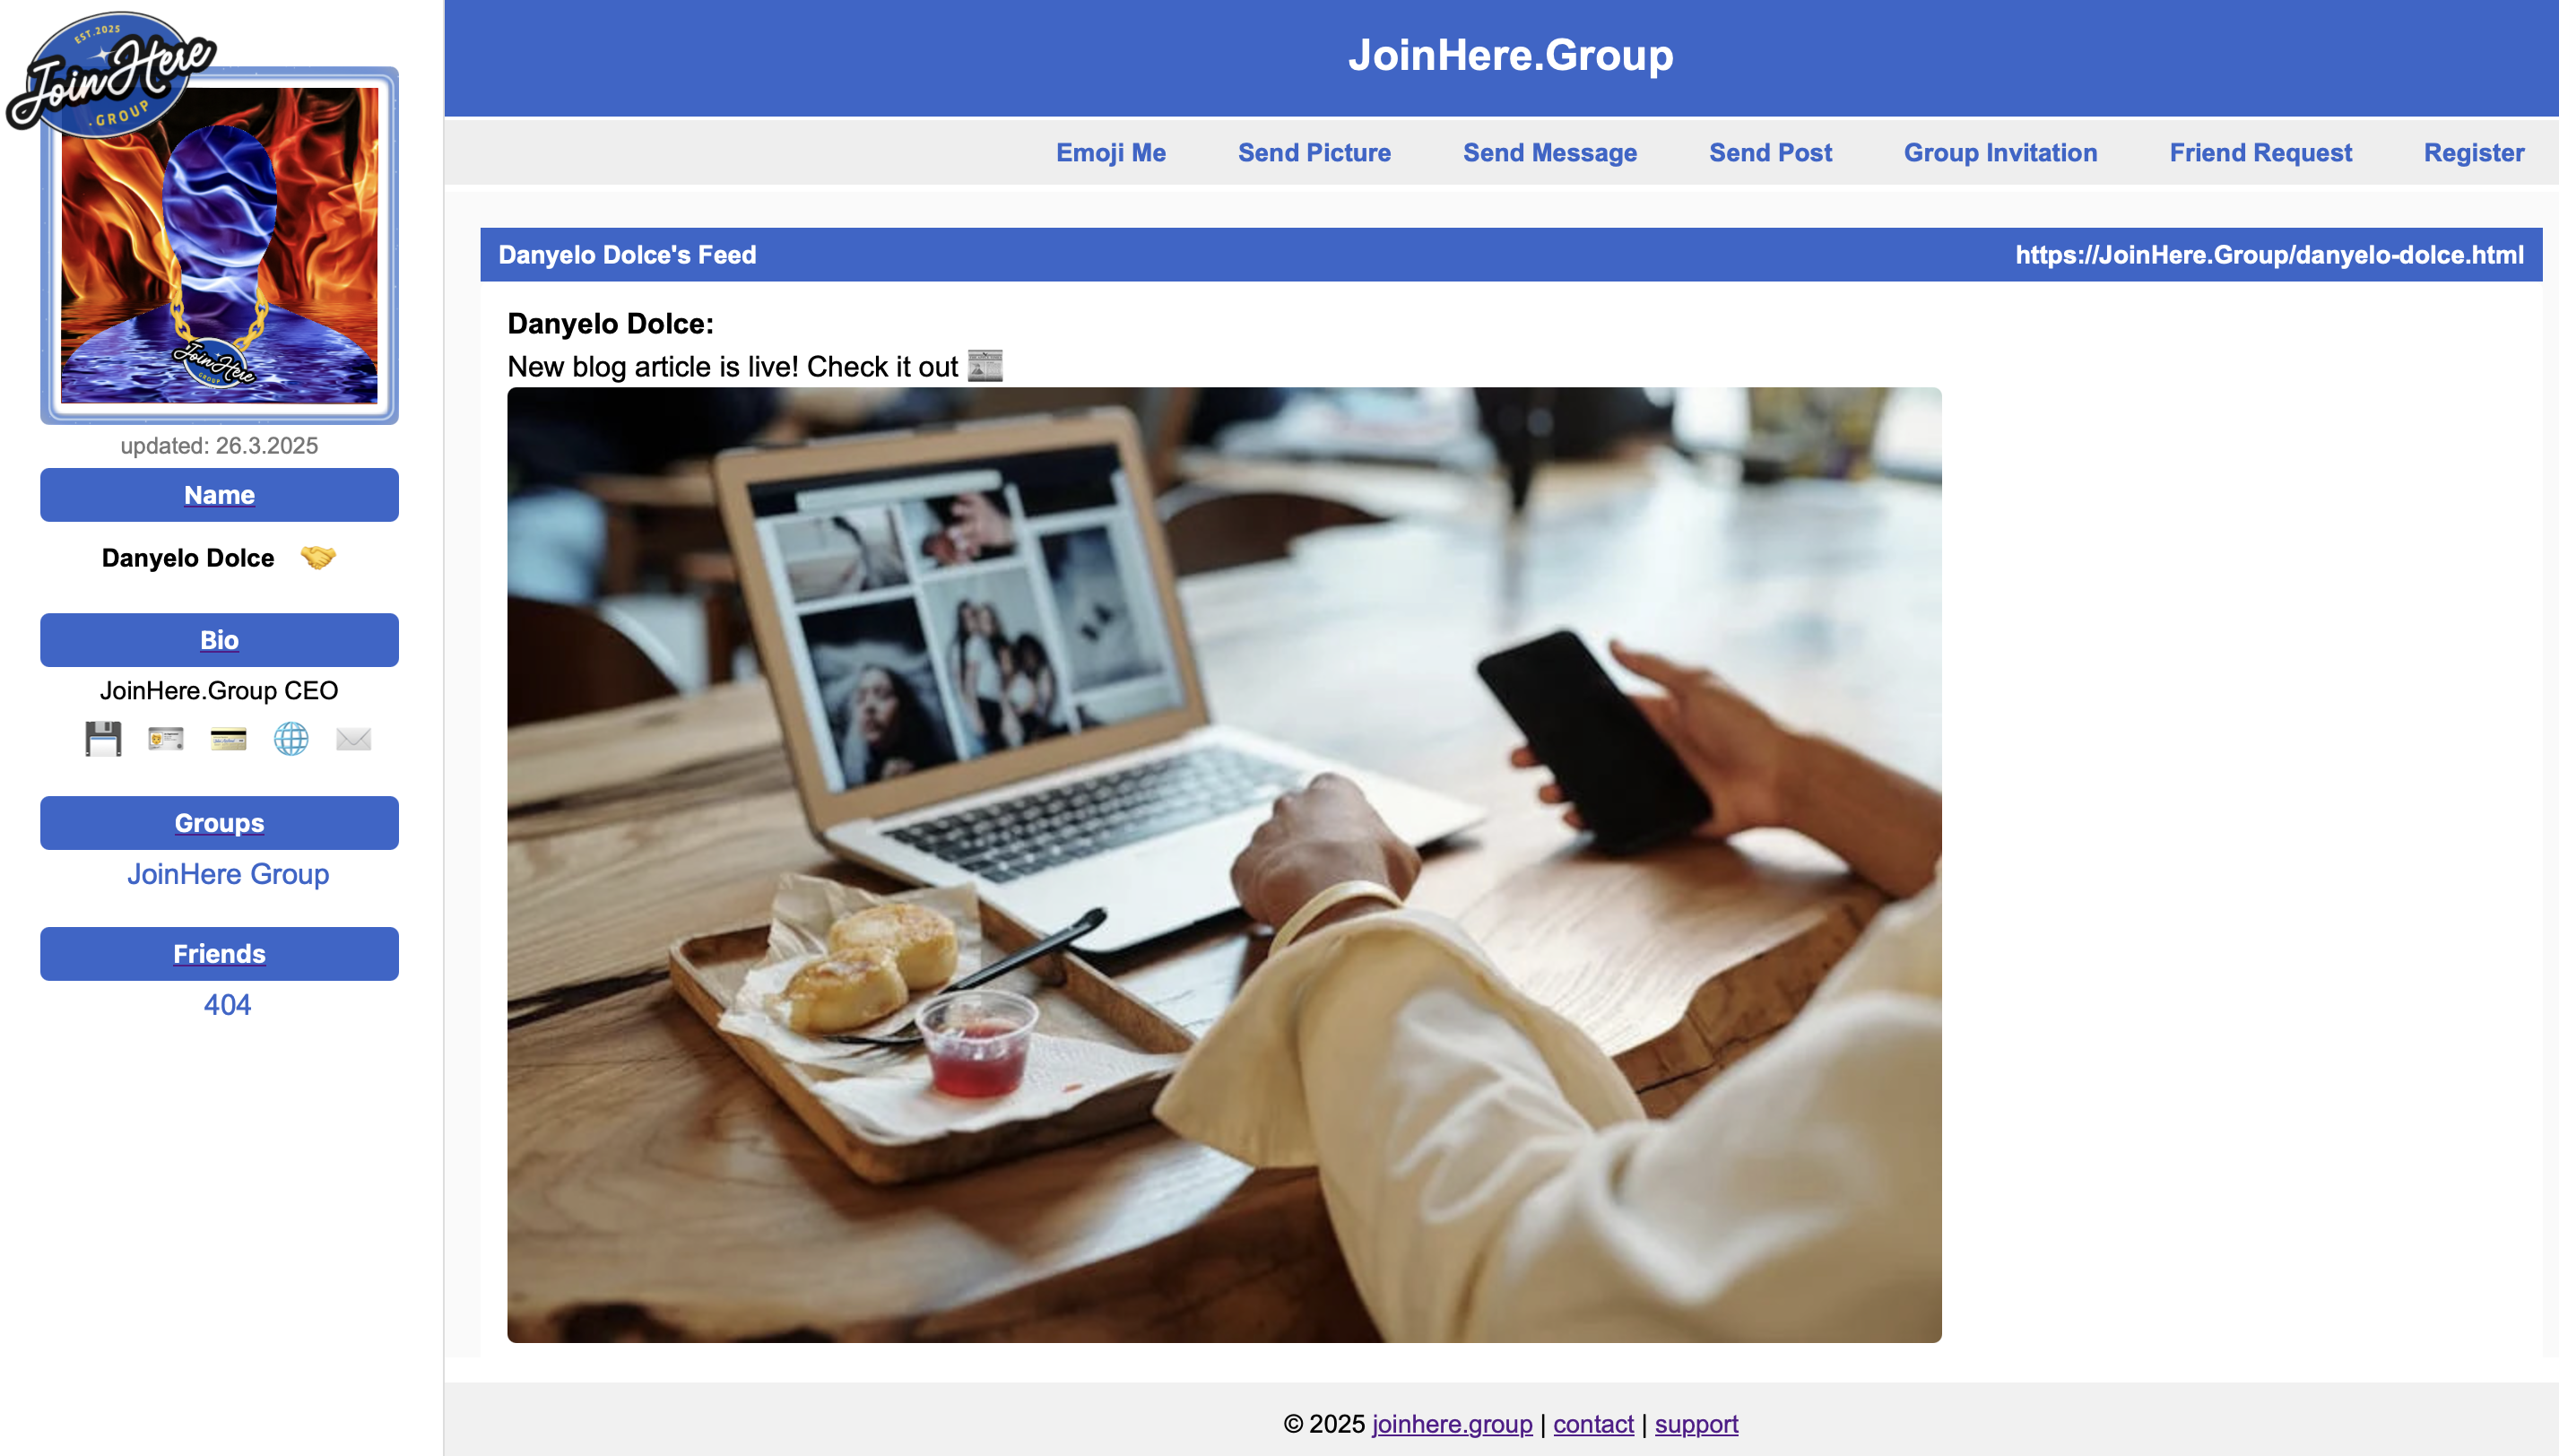 EST.2025
JoinHere
.GROUP
JoinHere
GROUP
updated: 26.3.2025
Name
Danyelo Dolce
Bio
JoinHere.Group CEO
Groups
JoinHere Group
Friends
404
JoinHere.Group
Emoji Me Send Picture Send Message Send Post Group Invitation Friend Request Register
Danyelo Dolce's Feed https://JoinHere.Group/danyelo-dolce.html
Danyelo Dolce:
New blog article is live! Check it out
© 2025 joinhere.group | contact | support